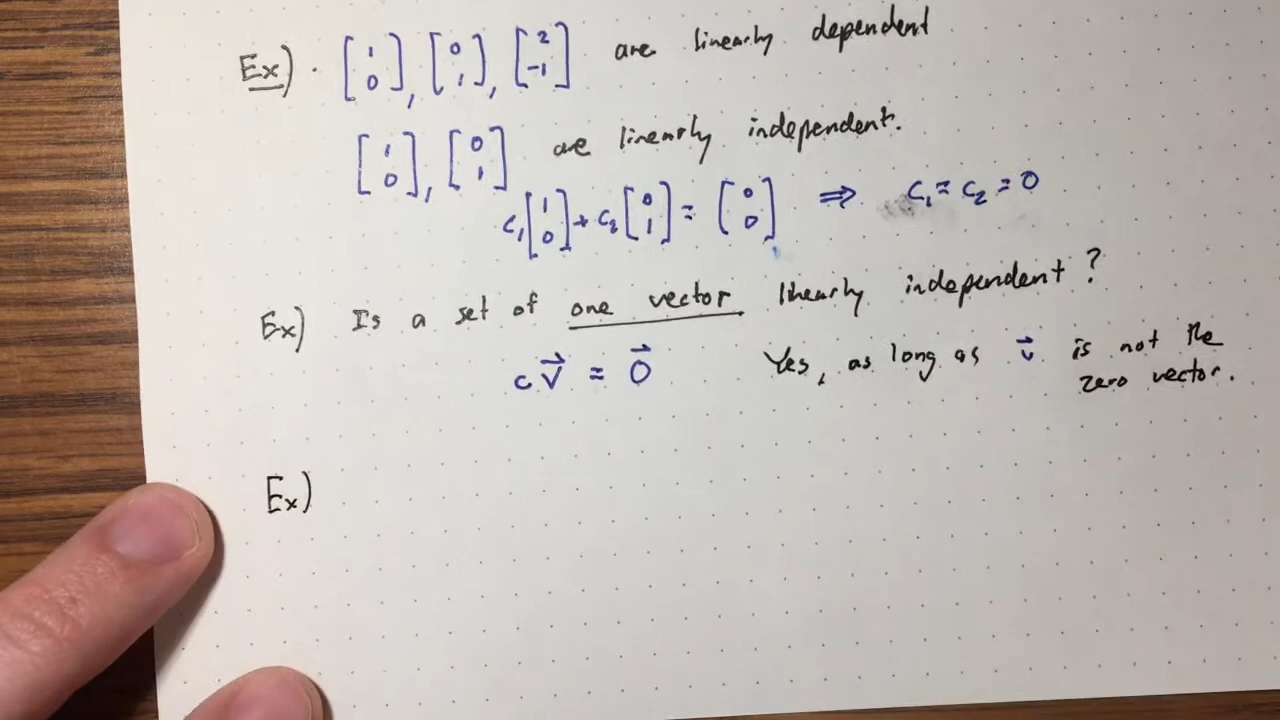 Ex) · [1 0], [0 1], [2 -1] are linearly dependent
[1 0], [0 1] are linearly independent.
c₁[1 0] + c₂[0 1] = [0 0] ⇒ c₁ = c₂ = 0
Ex) Is a set of one vector linearly independent?
c v⃗ = 0⃗ Yes, as long as v⃗ is not the
zero vector.
Ex)